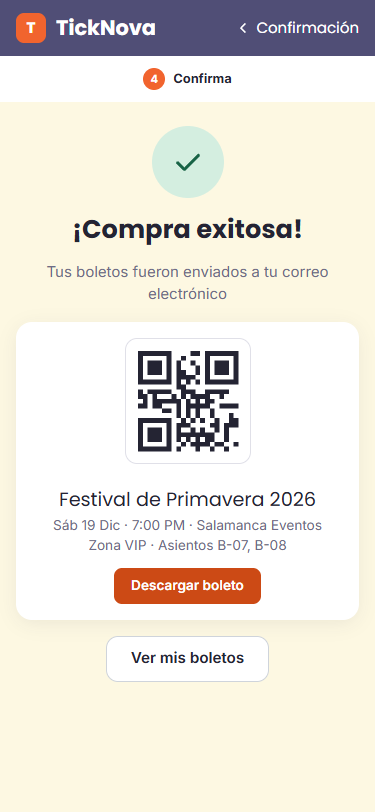 T TickNova
Confirmación
4 Confirma
¡Compra exitosa!
Tus boletos fueron enviados a tu correo
electrónico
Festival de Primavera 2026
Sáb 19 Dic · 7:00 PM · Salamanca Eventos
Zona VIP · Asientos B-07, B-08
Descargar boleto
Ver mis boletos